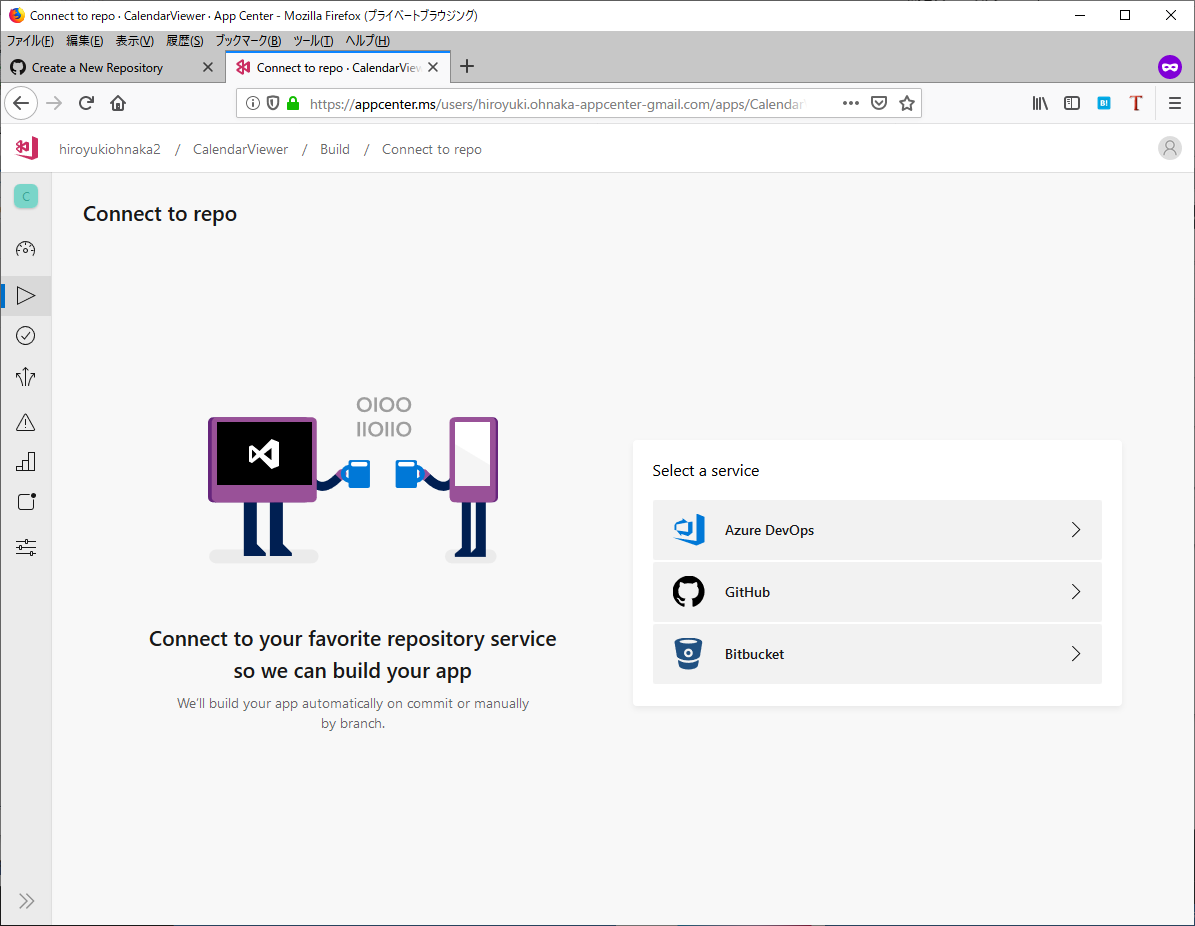 Connect to repo · CalendarViewer · App Center - Mozilla Firefox (プライベートブラウジング)
ファイル(F) 編集(E) 表示(V) 履歴(S) ブックマーク(B) ツール(T) ヘルプ(H)
Create a New Repository
Connect to repo · CalendarView
https://appcenter.ms/users/hiroyuki.ohnaka-appcenter-gmail.com/apps/Calendar
B!
T
hiroyukiohnaka2 / CalendarViewer / Build / Connect to repo
C
Connect to repo
OIOO
IIOIIO
Select a service
Azure DevOps
GitHub
Bitbucket
Connect to your favorite repository service
so we can build your app
We'll build your app automatically on commit or manually
by branch.